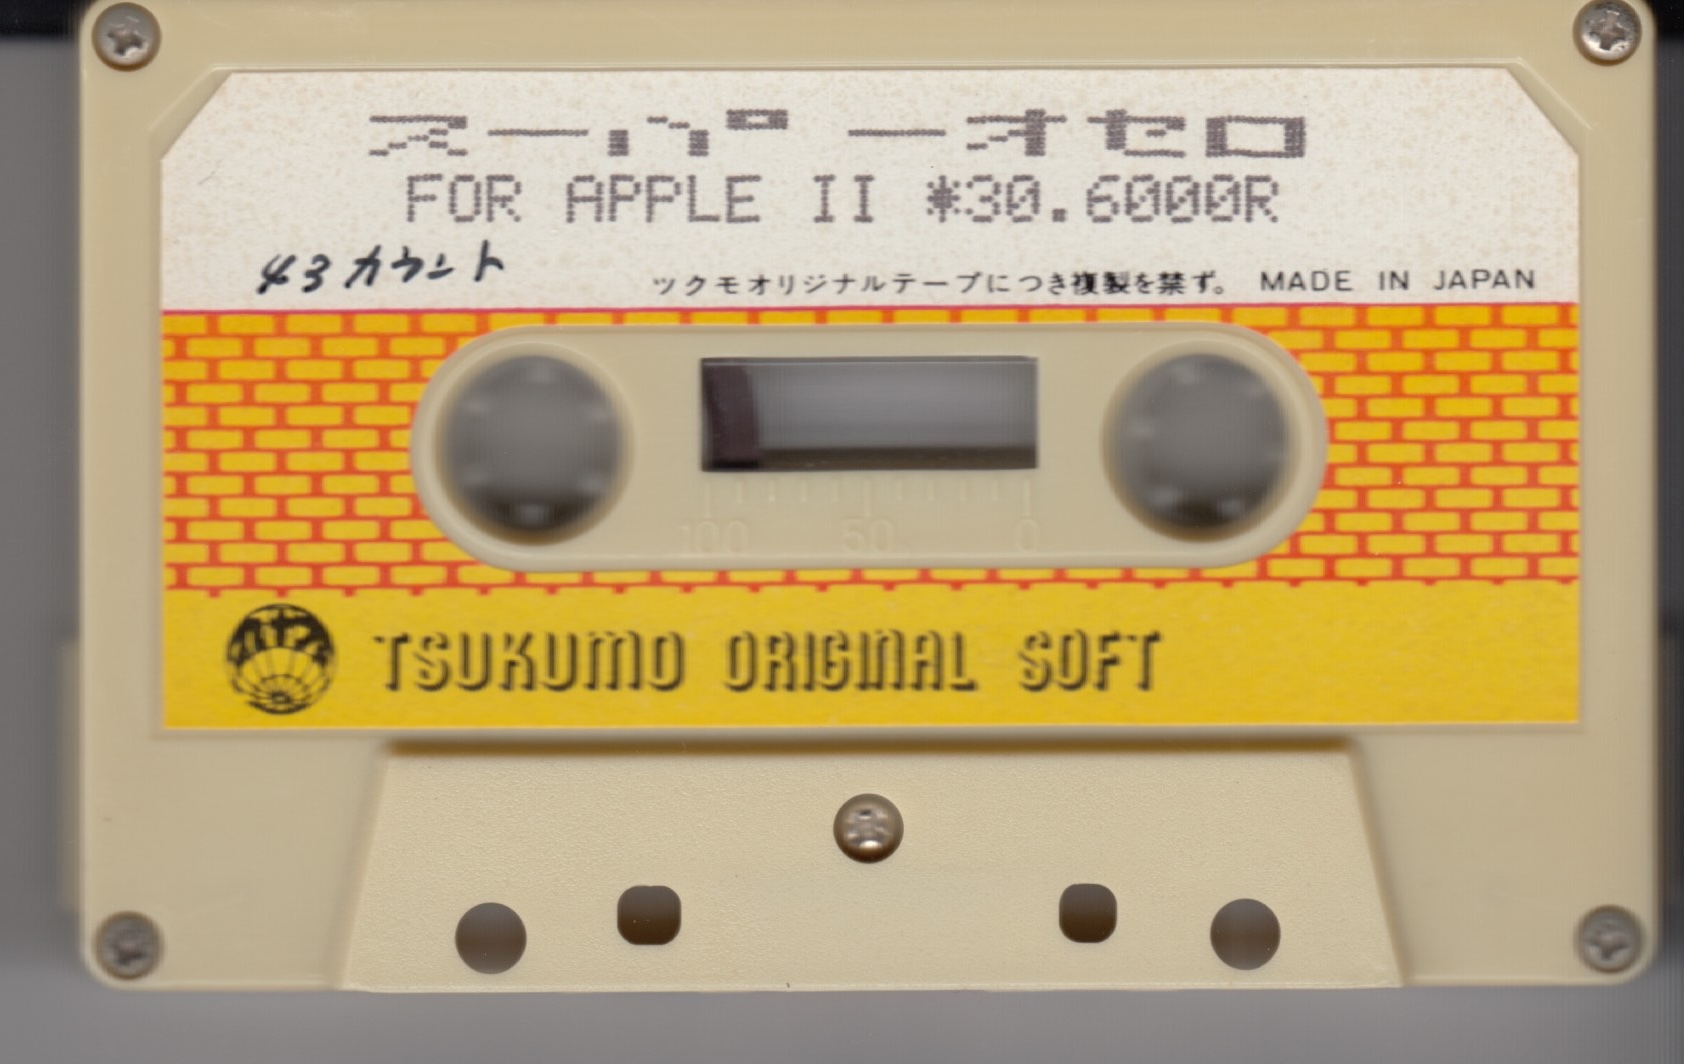 スーパーオセロ
FOR APPLE II *30.6000R
43カウント
ツクモオリジナルテープにつき複製を禁ず。 MADE IN JAPAN
100 50 0
TSUKUMO ORIGINAL SOFT